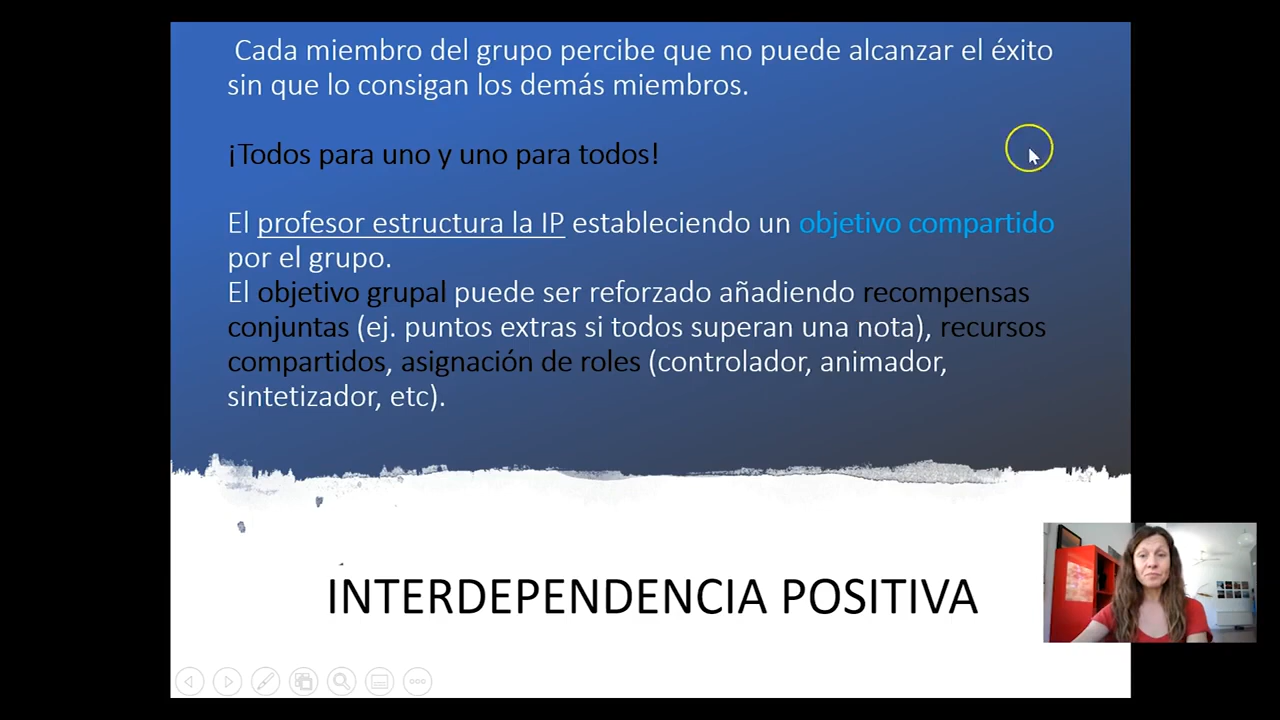 Cada miembro del grupo percibe que no puede alcanzar el éxito
sin que lo consigan los demás miembros.
¡Todos para uno y uno para todos!
El profesor estructura la IP estableciendo un objetivo compartido
por el grupo.
El objetivo grupal puede ser reforzado añadiendo recompensas
conjuntas (ej. puntos extras si todos superan una nota), recursos
compartidos, asignación de roles (controlador, animador,
sintetizador, etc).
INTERDEPENDENCIA POSITIVA